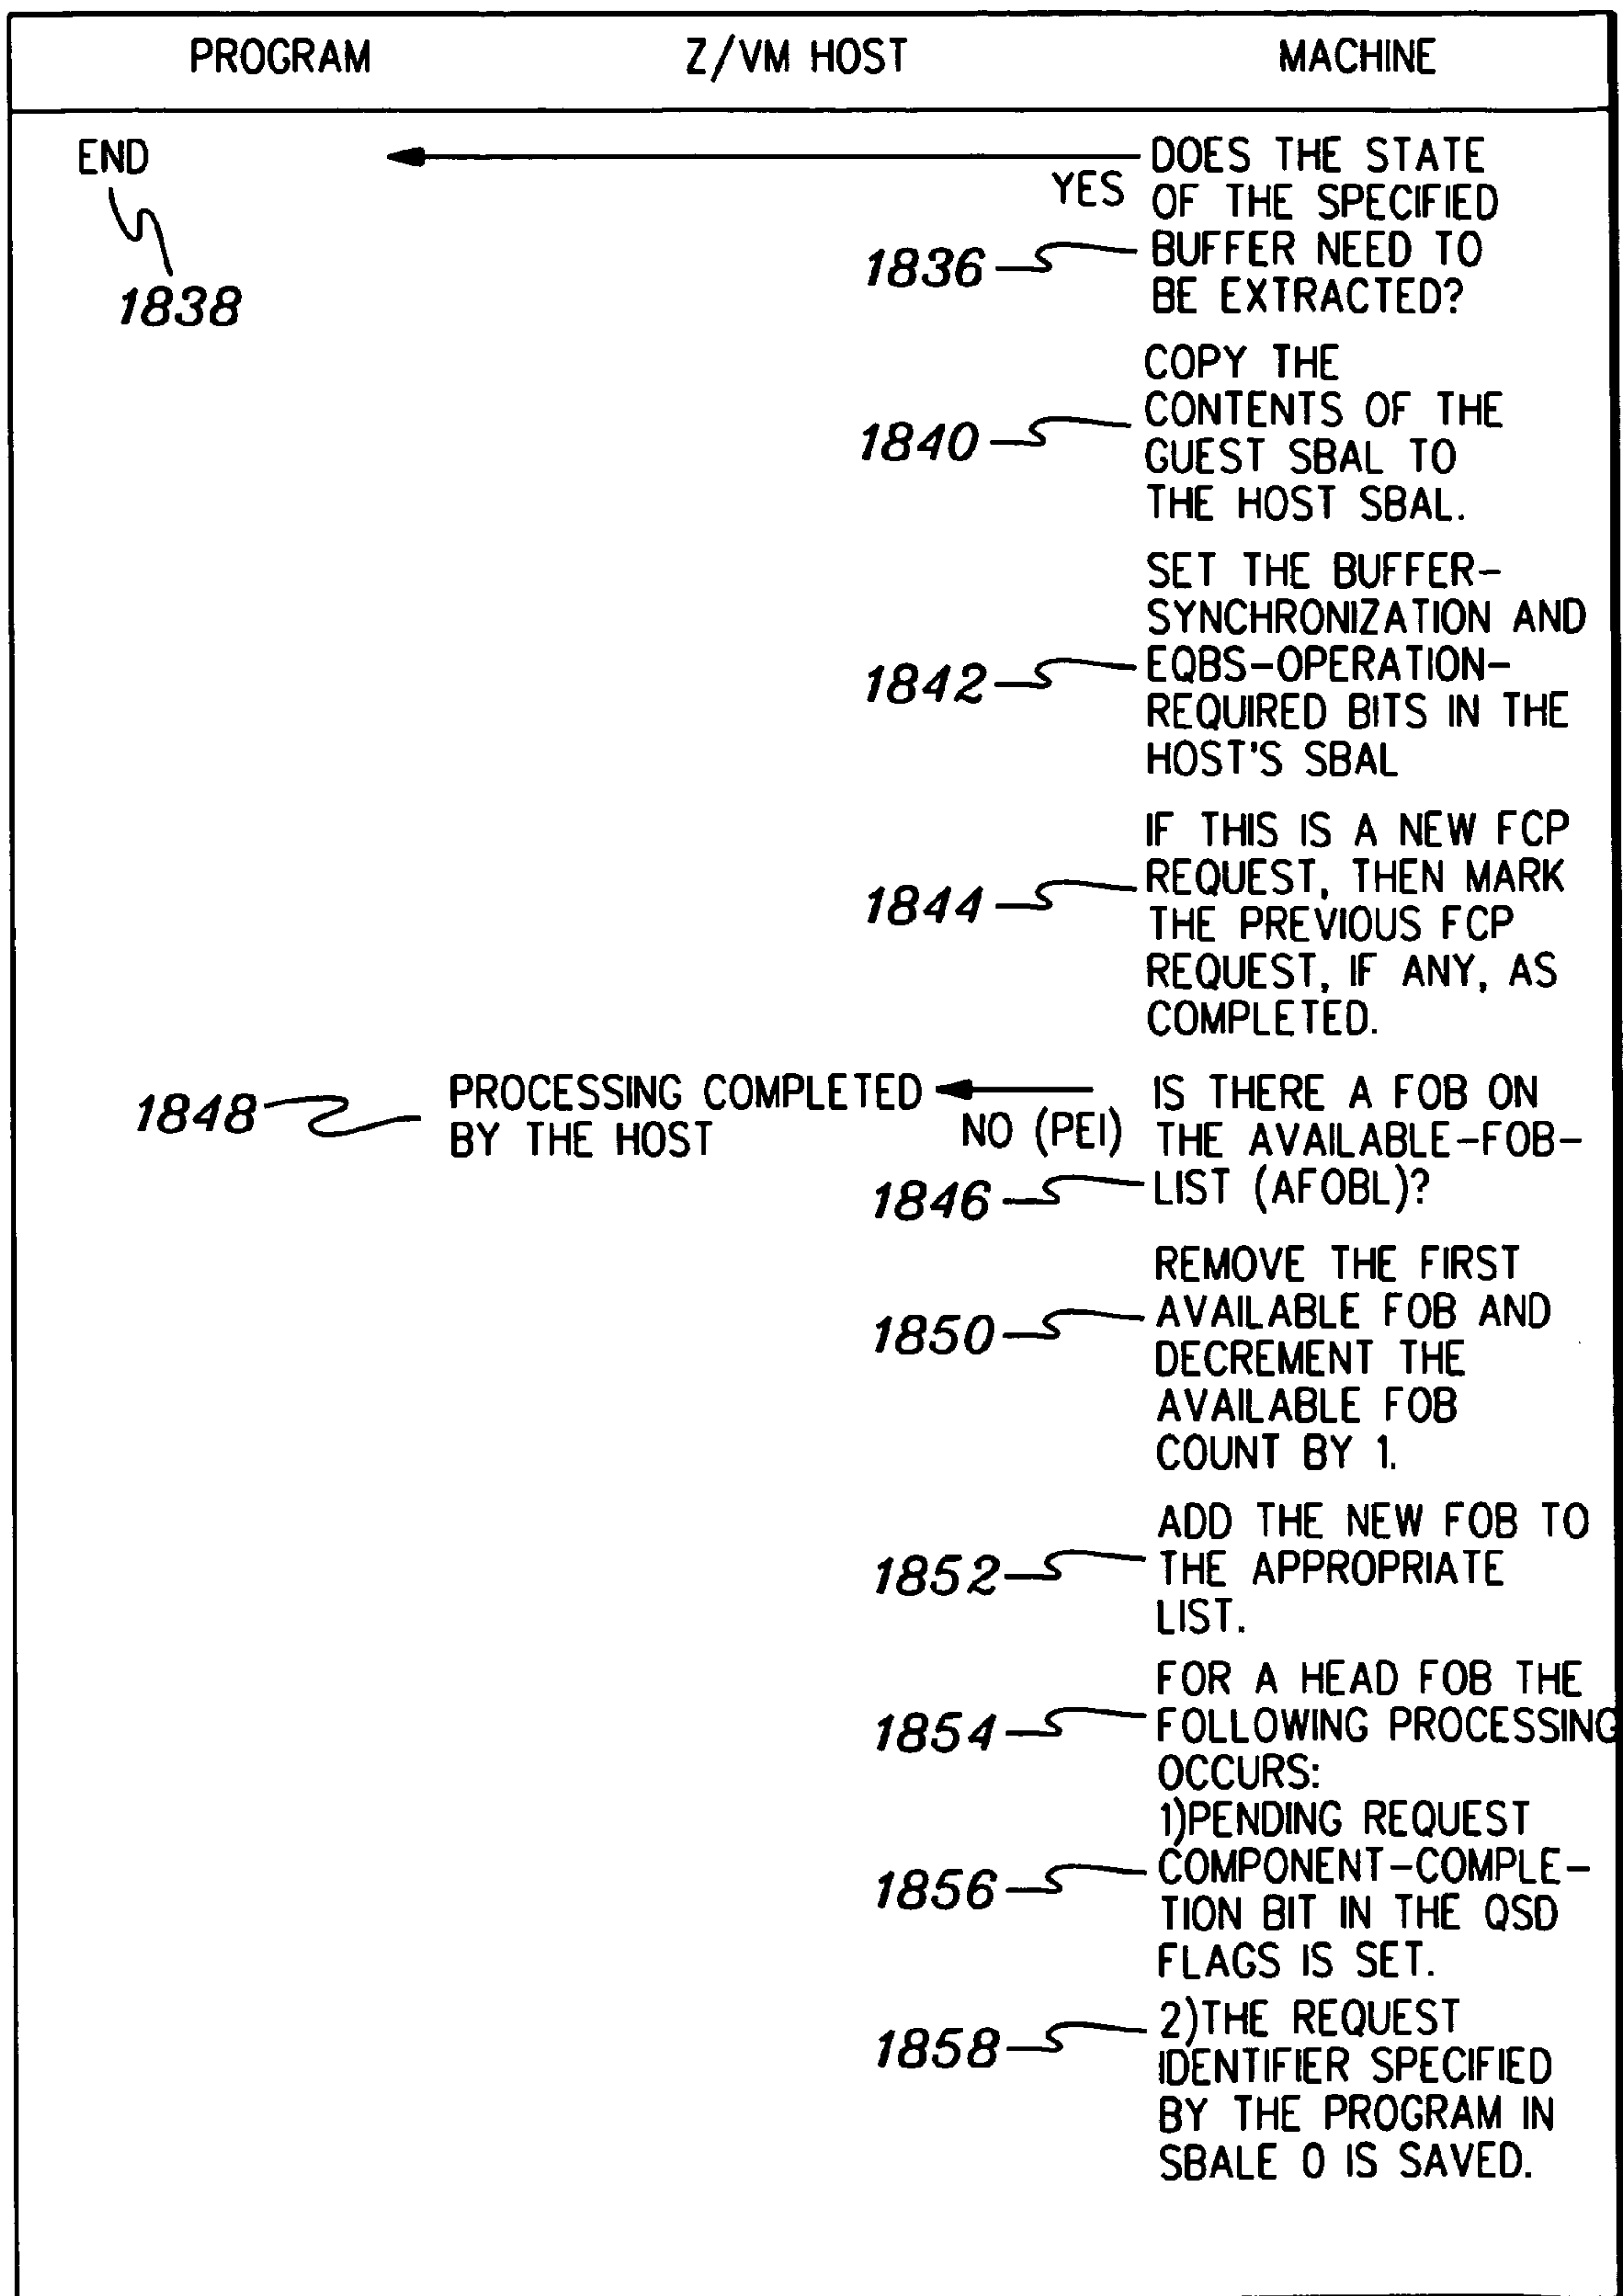 PROGRAM Z/VM HOST MACHINE
END
1838
YES
DOES THE STATE
OF THE SPECIFIED
BUFFER NEED TO
BE EXTRACTED?
1836
COPY THE
CONTENTS OF THE
GUEST SBAL TO
THE HOST SBAL.
1840
SET THE BUFFER-
SYNCHRONIZATION AND
EQBS-OPERATION-
REQUIRED BITS IN THE
HOST'S SBAL
1842
IF THIS IS A NEW FCP
REQUEST, THEN MARK
THE PREVIOUS FCP
REQUEST, IF ANY, AS
COMPLETED.
1844
1848
PROCESSING COMPLETED
BY THE HOST
NO (PEI)
IS THERE A FOB ON
THE AVAILABLE-FOB-
LIST (AFOBL)?
1846
REMOVE THE FIRST
AVAILABLE FOB AND
DECREMENT THE
AVAILABLE FOB
COUNT BY 1.
1850
ADD THE NEW FOB TO
THE APPROPRIATE
LIST.
1852
FOR A HEAD FOB THE
FOLLOWING PROCESSING
OCCURS:
1854
1)PENDING REQUEST
COMPONENT-COMPLE-
TION BIT IN THE QSD
FLAGS IS SET.
1856
2)THE REQUEST
IDENTIFIER SPECIFIED
BY THE PROGRAM IN
SBALE 0 IS SAVED.
1858